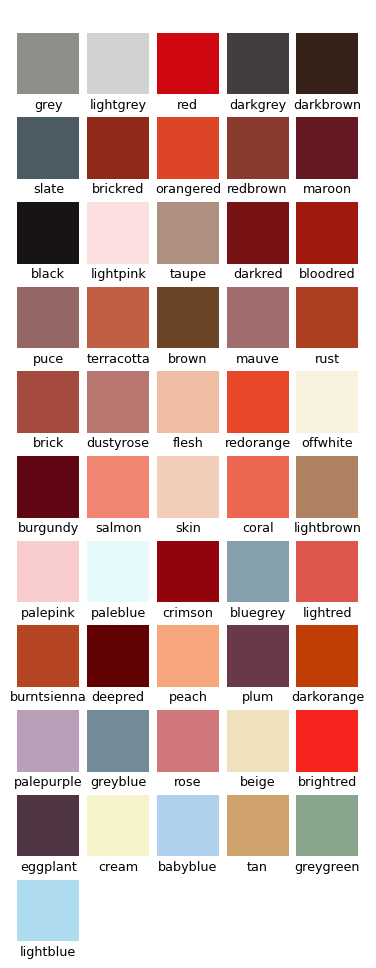 grey lightgrey red darkgrey darkbrown
slate brickred orangered redbrown maroon
black lightpink taupe darkred bloodred
puce terracotta brown mauve rust
brick dustyrose flesh redorange offwhite
burgundy salmon skin coral lightbrown
palepink paleblue crimson bluegrey lightred
burntsienna deepred peach plum darkorange
palepurple greyblue rose beige brightred
eggplant cream babyblue tan greygreen
lightblue